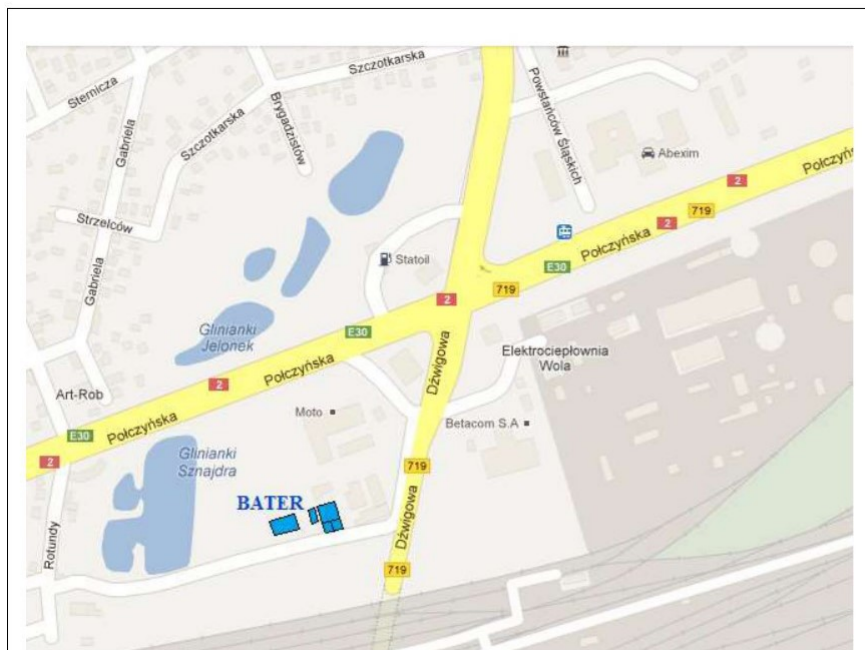 Szczotkarska
Sternicza
Gabriela
Brygadzistów
Powstańców Śląskich
Szczotkarska
Abexim
Połczyńska
2
719
2
Strzelców
Połczyńska
E30
Statoil
719
Gabriela
2
Glinianki
Jelonek
E30
Dźwigowa
Elektrociepłownia
Wola
Połczyńska
2
Art-Rob
Moto
Betacom S.A
Połczyńska
E30
2
Glinianki
Sznajdra
719
BATER
Rotundy
Dźwigowa
719